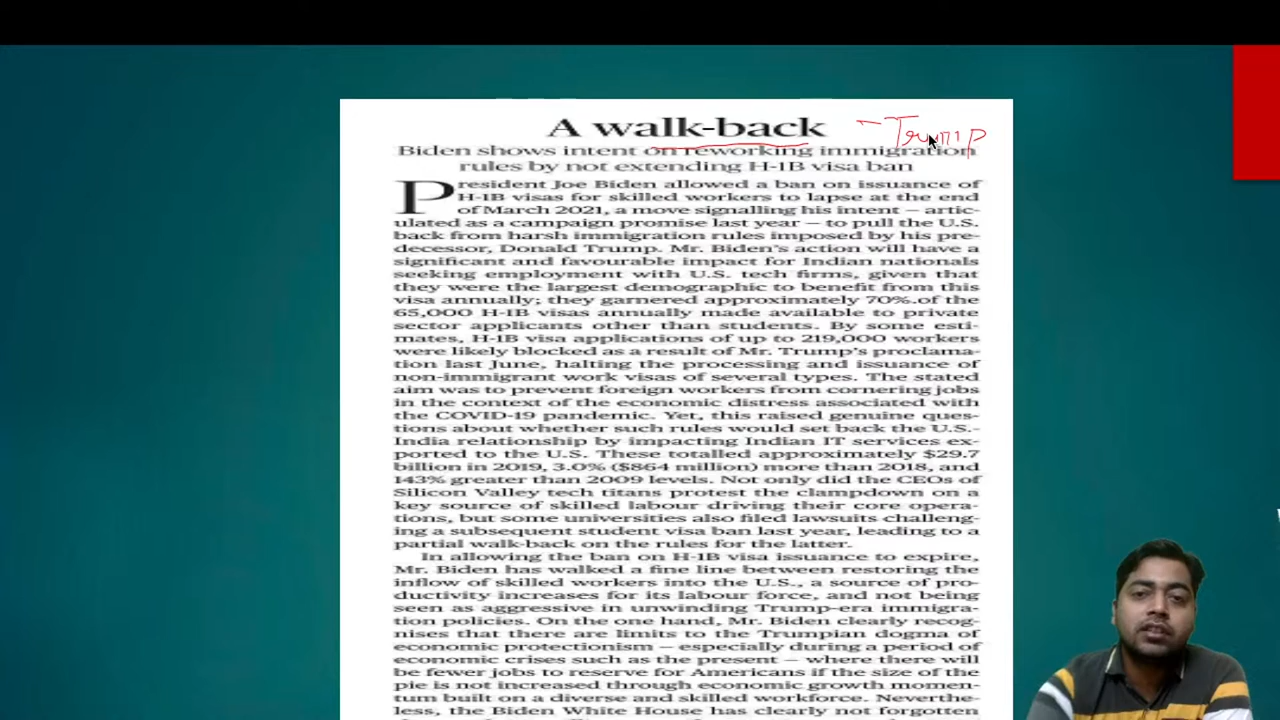 A walk-back
- Trump
Biden shows intent on reworking immigration
rules by not extending H-1B visa ban
President Joe Biden allowed a ban on issuance of
H-1B visas for skilled workers to lapse at the end
of March 2021, a move signalling his intent — artic-
ulated as a campaign promise last year — to pull the U.S.
back from harsh immigration rules imposed by his pre-
decessor, Donald Trump. Mr. Biden's action will have a
significant and favourable impact for Indian nationals
seeking employment with U.S. tech firms, given that
they were the largest demographic to benefit from this
visa annually; they garnered approximately 70%.of the
65,000 H-1B visas annually made available to private
sector applicants other than students. By some esti-
mates, H-1B visa applications of up to 219,000 workers
were likely blocked as a result of Mr. Trump's proclama-
tion last June, halting the processing and issuance of
non-immigrant work visas of several types. The stated
aim was to prevent foreign workers from cornering jobs
in the context of the economic distress associated with
the COVID-19 pandemic. Yet, this raised genuine ques-
tions about whether such rules would set back the U.S.-
India relationship by impacting Indian IT services ex-
ported to the U.S. These totalled approximately $29.7
billion in 2019, 3.0% ($864 million) more than 2018, and
143% greater than 2009 levels. Not only did the CEOs of
Silicon Valley tech titans protest the clampdown on a
key source of skilled labour driving their core opera-
tions, but some universities also filed lawsuits challeng-
ing a subsequent student visa ban last year, leading to a
partial walk-back on the rules for the latter.
In allowing the ban on H-1B visa issuance to expire,
Mr. Biden has walked a fine line between restoring the
inflow of skilled workers into the U.S., a source of pro-
ductivity increases for its labour force, and not being
seen as aggressive in unwinding Trump-era immigra-
tion policies. On the one hand, Mr. Biden clearly recog-
nises that there are limits to the Trumpian dogma of
economic protectionism — especially during a period of
economic crises such as the present — where there will
be fewer jobs to reserve for Americans if the size of the
pie is not increased through economic growth momen-
tum built on a diverse and skilled workforce. Neverthe-
less, the Biden White House has clearly not forgotten